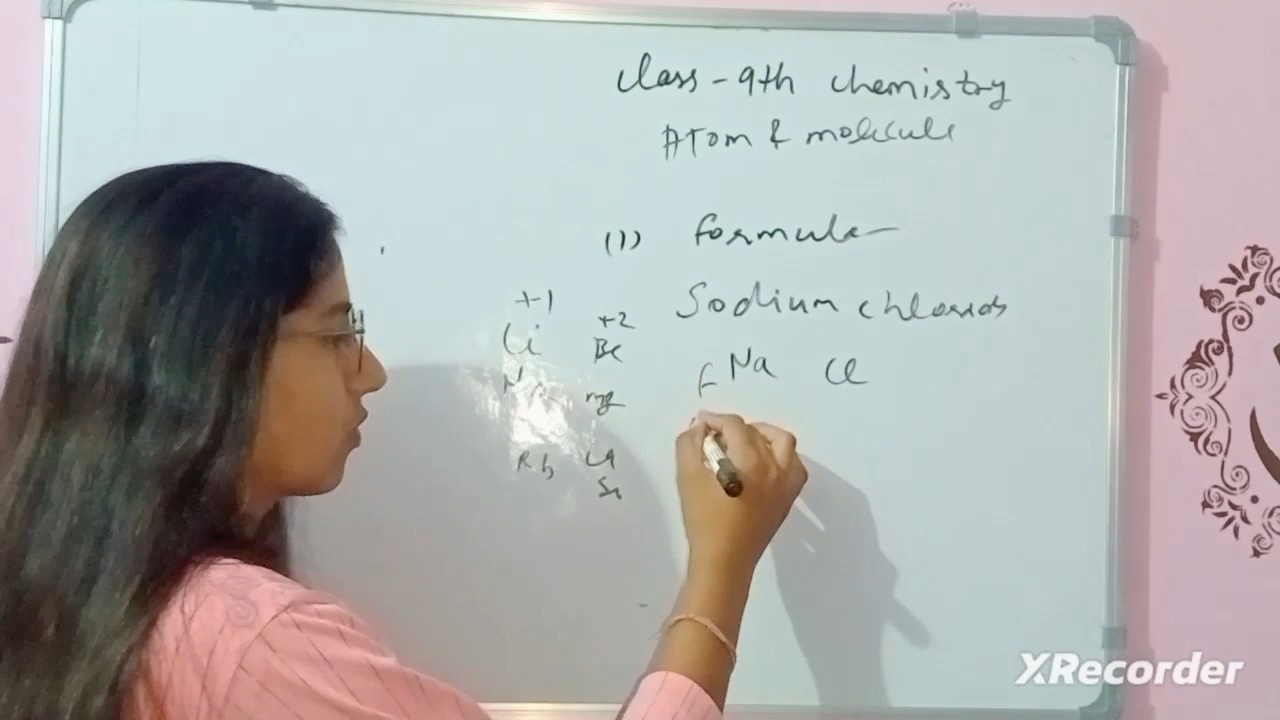 Class - 9th Chemistry
Atom & molecule
(1) formula
Sodium chloride
+1 +2
Li Be
Na Mg
Na Cl
F
Rb Ca
Sr
XRecorder